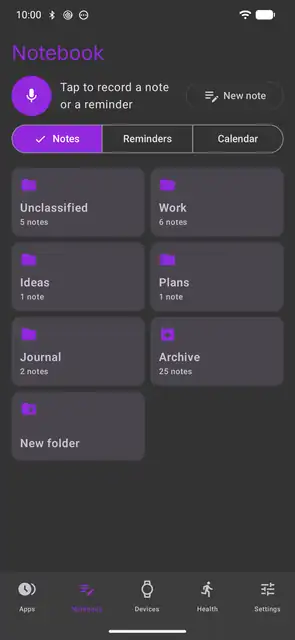 10:00
Notebook
Tap to record a note
or a reminder
New note
Notes
Reminders
Calendar
Unclassified
5 notes
Work
6 notes
Ideas
1 note
Plans
1 note
Journal
2 notes
Archive
25 notes
New folder
Apps
Notebook
Devices
Health
Settings